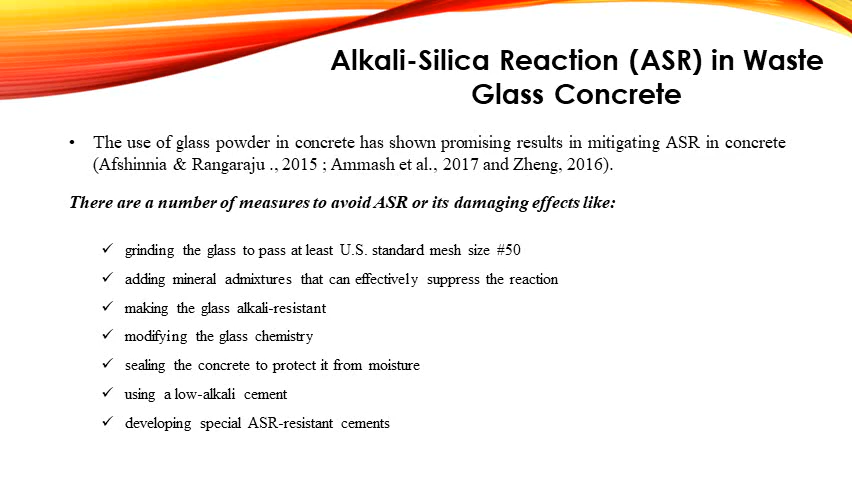 Alkali-Silica Reaction (ASR) in Waste
Glass Concrete
• The use of glass powder in concrete has shown promising results in mitigating ASR in concrete
(Afshinnia & Rangaraju ., 2015 ; Ammash et al., 2017 and Zheng, 2016).
There are a number of measures to avoid ASR or its damaging effects like:
✓ grinding the glass to pass at least U.S. standard mesh size #50
✓ adding mineral admixtures that can effectively suppress the reaction
✓ making the glass alkali-resistant
✓ modifying the glass chemistry
✓ sealing the concrete to protect it from moisture
✓ using a low-alkali cement
✓ developing special ASR-resistant cements